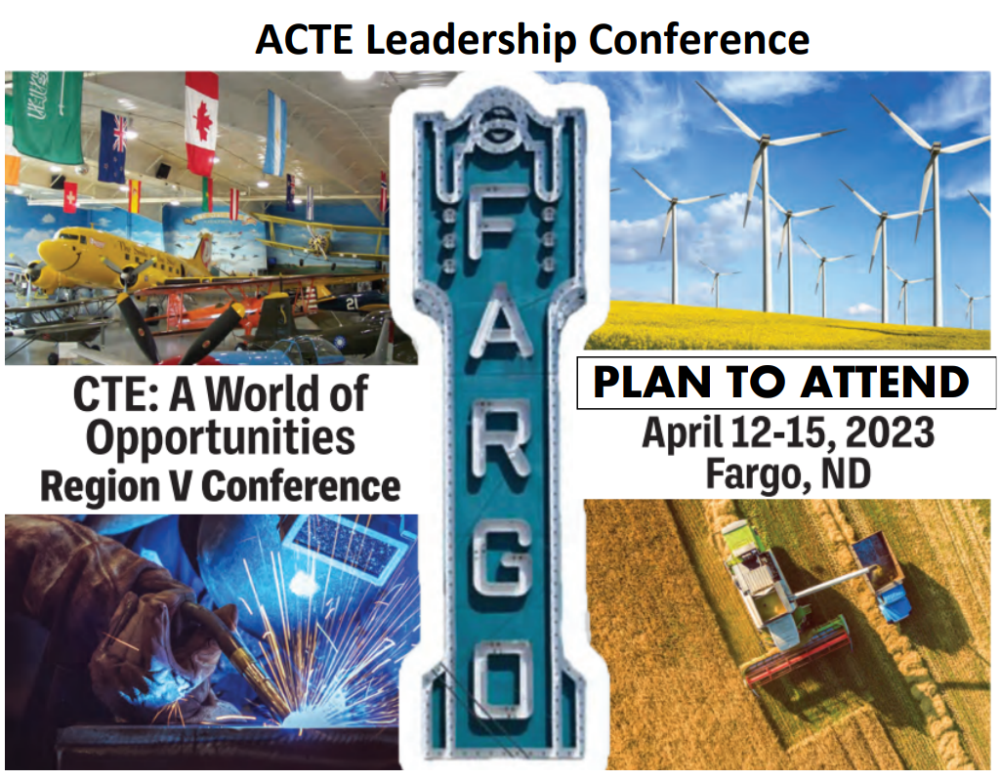 ACTE Leadership Conference
FARGO
CTE: A World of
Opportunities
Region V Conference
PLAN TO ATTEND
April 12-15, 2023
Fargo, ND
21